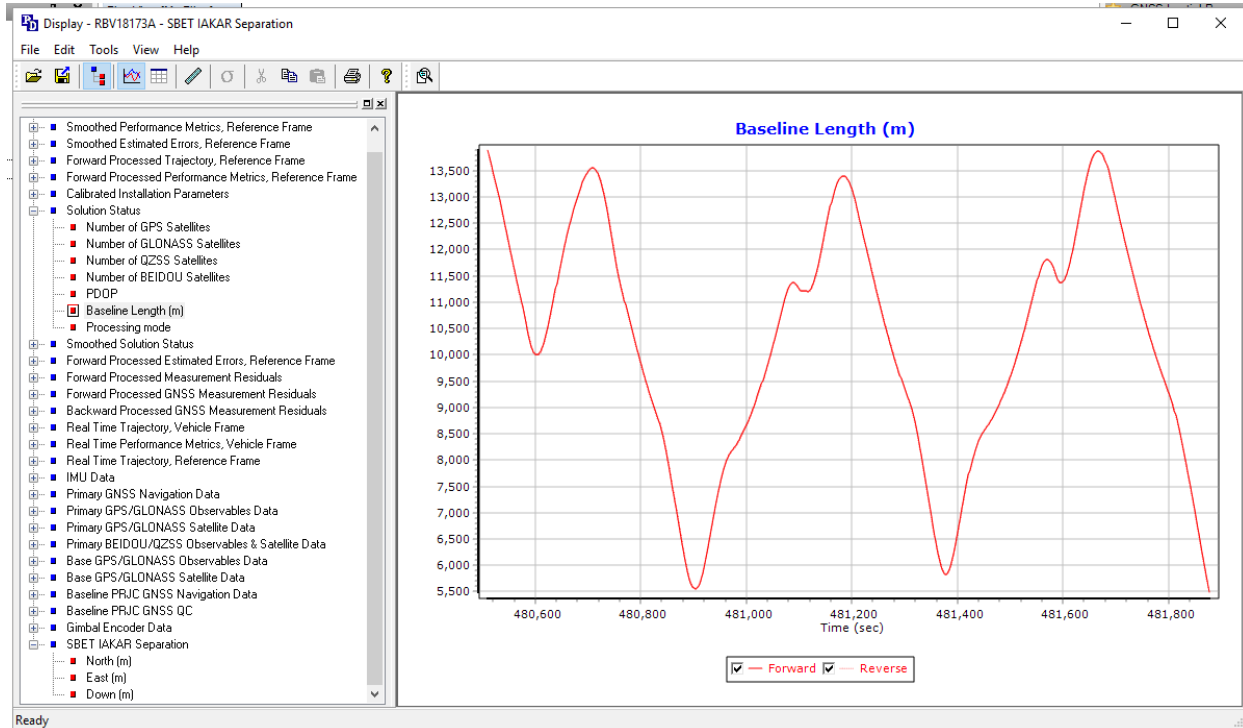 Display - RBV18173A - SBET IAKAR Separation
File Edit Tools View Help
Smoothed Performance Metrics, Reference Frame
Smoothed Estimated Errors, Reference Frame
Forward Processed Trajectory, Reference Frame
Forward Processed Performance Metrics, Reference Frame
Calibrated Installation Parameters
Solution Status
Number of GPS Satellites
Number of GLONASS Satellites
Number of QZSS Satellites
Number of BEIDOU Satellites
PDOP
Baseline Length (m)
Processing mode
Smoothed Solution Status
Forward Processed Estimated Errors, Reference Frame
Forward Processed Measurement Residuals
Forward Processed GNSS Measurement Residuals
Backward Processed GNSS Measurement Residuals
Real Time Trajectory, Vehicle Frame
Real Time Performance Metrics, Vehicle Frame
Real Time Trajectory, Reference Frame
IMU Data
Primary GNSS Navigation Data
Primary GPS/GLONASS Observables Data
Primary GPS/GLONASS Satellite Data
Primary BEIDOU/QZSS Observables & Satellite Data
Base GPS/GLONASS Observables Data
Base GPS/GLONASS Satellite Data
Baseline PRJC GNSS Navigation Data
Baseline PRJC GNSS QC
Gimbal Encoder Data
SBET IAKAR Separation
North (m)
East (m)
Down (m)
Baseline Length (m)
13,500
13,000
12,500
12,000
11,500
11,000
10,500
10,000
9,500
9,000
8,500
8,000
7,500
7,000
6,500
6,000
5,500
480,600 480,800 481,000 481,200 481,400 481,600 481,800
Time (sec)
Forward Reverse
Ready